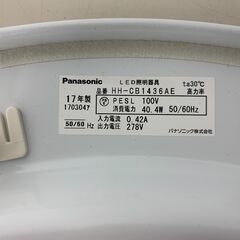 Panasonic LED照明器具 ta30℃
品番 HH-CB1436AE 高力率
17年製 PESL 100V
1703047 消費電力 40.4W 50/60Hz
入力電流 0.42A
50/60 Hz 出力電圧 278V
パナソニック株式会社